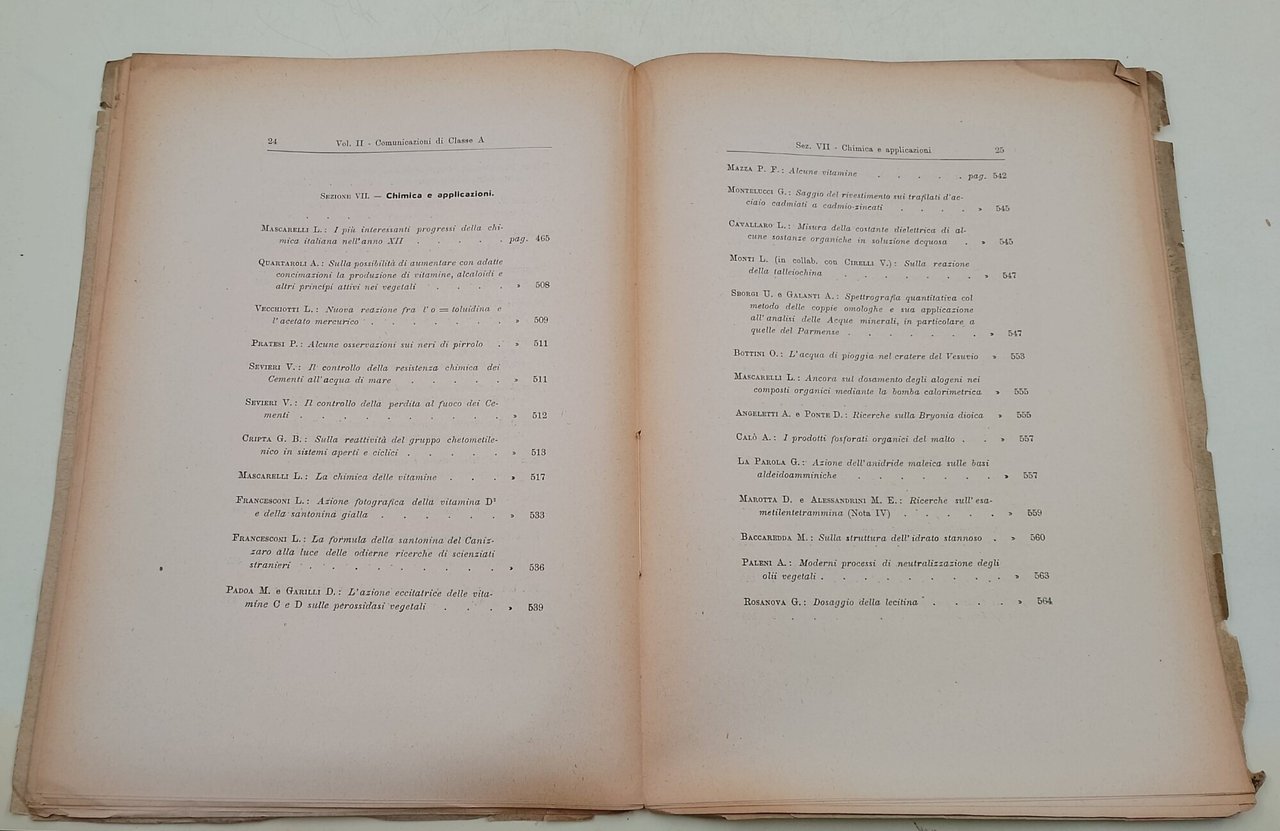 24 Vol. II - Comunicazioni di Classe A
SEZIONE VII. — Chimica e applicazioni.
MASCARELLI L.: I più interessanti progressi della chi-
mica italiana nell'anno XII . . . . . pag. 465
QUARTAROLI A.: Sulla possibilità di aumentare con adatte
concimazioni la produzione di vitamine, alcaloidi e
altri principi attivi nei vegetali . . . . » 508
VECCHIOTTI L.: Nuova reazione fra l'o = toluidina e
l'acetato mercurico . . . . . . . » 509
PRATESI P.: Alcune osservazioni sui neri di pirrolo . » 511
SEVIERI V.: Il controllo della resistenza chimica dei
Cementi all'acqua di mare . . . . . » 511
SEVIERI V.: Il controllo della perdita al fuoco dei Ce-
menti . . . . . . . . . . » 512
CRIPTA G. B.: Sulla reattività del gruppo chetometile-
nico in sistemi aperti e ciclici . . . . . » 513
MASCARELLI L.: La chimica delle vitamine . . . » 517
FRANCESCONI L.: Azione fotografica della vitamina D²
e della santonina gialla . . . . . . » 533
FRANCESCONI L.: La formula della santonina del Caniz-
zaro alla luce delle odierne ricerche di scienziati
stranieri . . . . . . . . . . » 536
PADOA M. e GARILLI D.: L'azione eccitatrice delle vita-
mine C e D sulle perossidasi vegetali . . . » 539
Sez. VII - Chimica e applicazioni 25
MAZZA P. F.: Alcune vitamine . . . . . pag. 542
MONTELUCCI G.: Saggio del rivestimento sui trafilati d'ac-
ciaio cadmiati a cadmio-zincati . . . . » 545
CAVALLARO L.: Misura della costante dielettrica di al-
cune sostanze organiche in soluzione acquosa . » 545
MONTI L. (in collab. con CIRELLI V.): Sulla reazione
della talleiochina . . . . . . . » 547
SBORGI U. e GALANTI A.: Spettrografia quantitativa col
metodo delle coppie omologhe e sua applicazione
all'analisi delle Acque minerali, in particolare a
quelle del Parmense . . . . . . . » 547
BOTTINI O.: L'acqua di pioggia nel cratere del Vesuvio » 553
MASCARELLI L.: Ancora sul dosamento degli alogeni nei
composti organici mediante la bomba calorimetrica » 555
ANGELETTI A. e PONTE D.: Ricerche sulla Bryonia dioica » 555
CALÒ A.: I prodotti fosforati organici del malto . . » 557
LA PAROLA G.: Azione dell'anidride maleica sulle basi
aldeidoamminiche . . . . . . . » 557
MAROTTA D. e ALESSANDRINI M. E.: Ricerche sull'esa-
metilentetrammina (Nota IV) . . . . . » 559
BACCAREDDA M.: Sulla struttura dell'idrato stannoso . » 560
PALENI A.: Moderni processi di neutralizzazione degli
olii vegetali . . . . . . . . . . » 563
ROSANOVA G.: Dosaggio della lecitina . . . . » 564